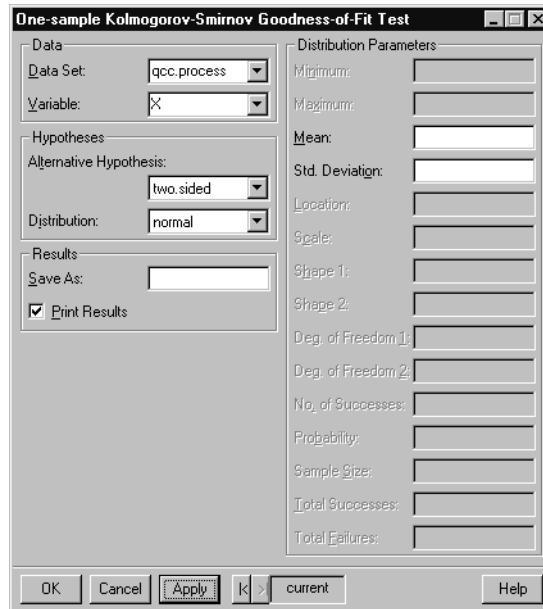 One-sample Kolmogorov-Smirnov Goodness-of-Fit Test
Data
Data Set: qcc.process
Variable: X
Hypotheses
Alternative Hypothesis:
two.sided
Distribution: normal
Results
Save As:
Print Results
Distribution Parameters
Minimum:
Maximum:
Mean:
Std. Deviation:
Location:
Scale:
Shape 1:
Shape 2:
Deg. of Freedom 1:
Deg. of Freedom 2:
No. of Successes:
Probability:
Sample Size:
Total Successes:
Total Failures:
OK Cancel Apply current Help